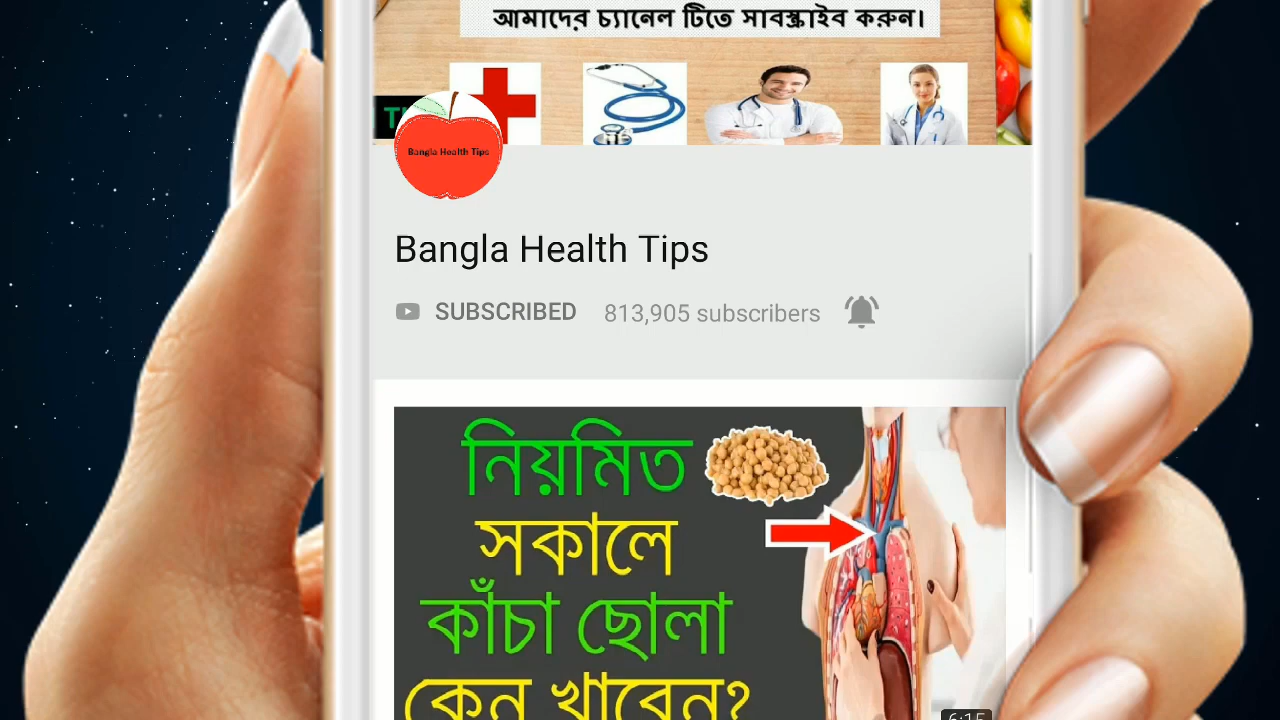 আমাদের চ্যানেল টিতে সাবস্ক্রাইব করুন।
Bangla Health Tips
Bangla Health Tips
SUBSCRIBED 813,905 subscribers
নিয়মিত
সকালে
কাঁচা ছোলা
কেন খাবেন?
6:15